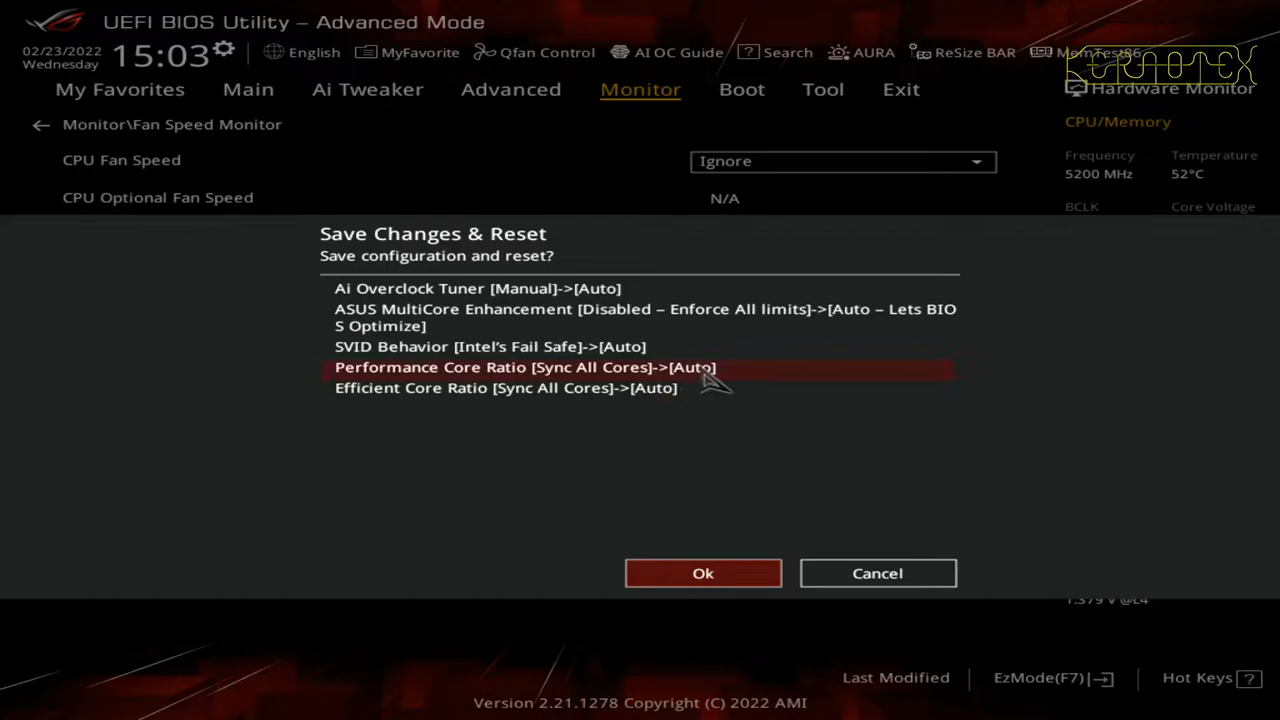 UEFI BIOS Utility – Advanced Mode
02/23/2022
Wednesday
15:03
English
MyFavorite
Qfan Control
AI OC Guide
? Search
AURA
ReSize BAR
MemTest86
My Favorites
Main
Ai Tweaker
Advanced
Monitor
Boot
Tool
Exit
Hardware Monitor
Monitor\Fan Speed Monitor
CPU/Memory
CPU Fan Speed
Ignore
Frequency
Temperature
5200 MHz
52°C
CPU Optional Fan Speed
N/A
BCLK
Core Voltage
Save Changes & Reset
Save configuration and reset?
Ai Overclock Tuner [Manual]->[Auto]
ASUS MultiCore Enhancement [Disabled – Enforce All limits]->[Auto – Lets BIO
S Optimize]
SVID Behavior [Intel's Fail Safe]->[Auto]
Performance Core Ratio [Sync All Cores]->[Auto]
Efficient Core Ratio [Sync All Cores]->[Auto]
Ok
Cancel
1.379 V @L4
Last Modified
EzMode(F7)
Hot Keys ?
Version 2.21.1278 Copyright (C) 2022 AMI